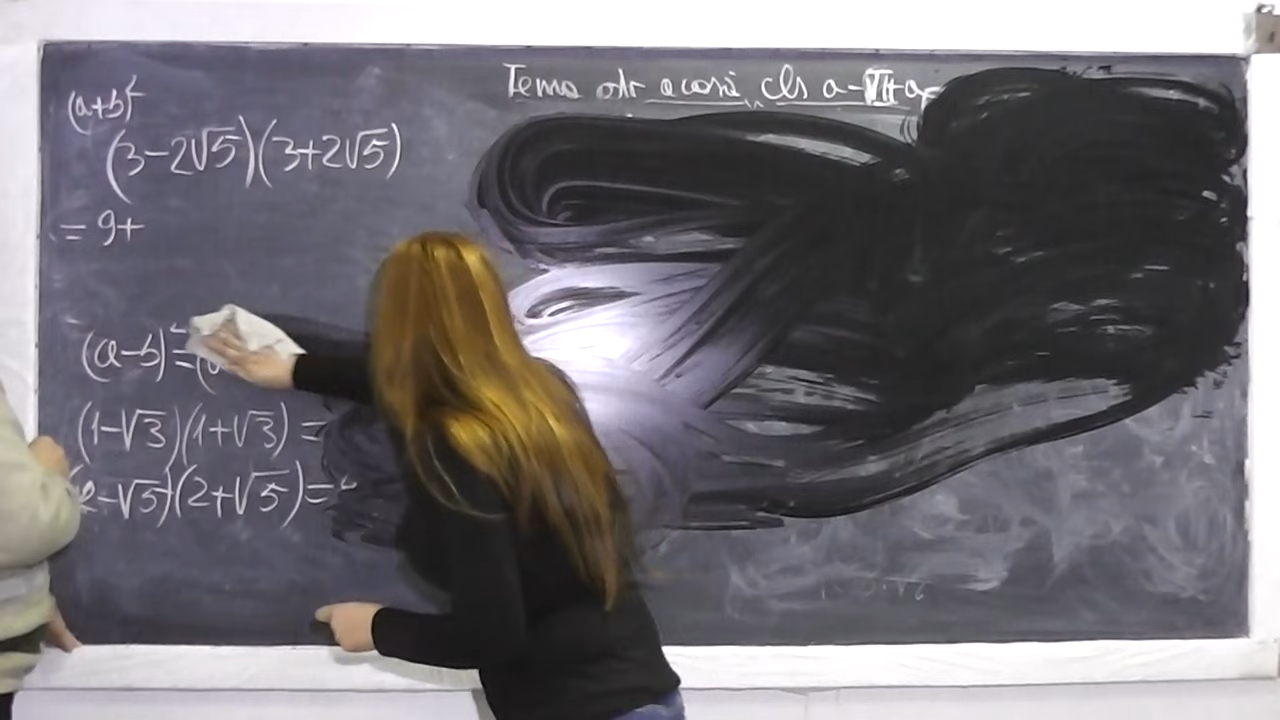 Tema acasă cls a-VII-a
(a+b)²
(3-2√5)(3+2√5)
= 9+
(a-b)²=(
(1-√3)(1+√3)=
(2-√5)(2+√5)=